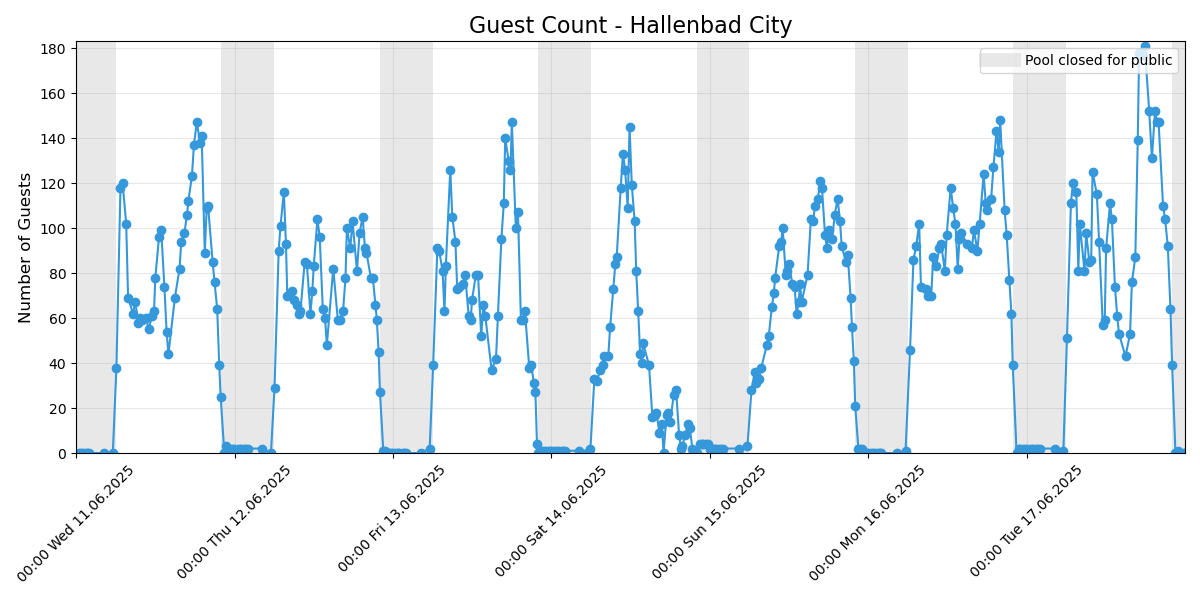 Guest Count - Hallenbad City
Pool closed for public
Number of Guests
180
160
140
120
100
80
60
40
20
0
00:00 Wed 11.06.2025
00:00 Thu 12.06.2025
00:00 Fri 13.06.2025
00:00 Sat 14.06.2025
00:00 Sun 15.06.2025
00:00 Mon 16.06.2025
00:00 Tue 17.06.2025